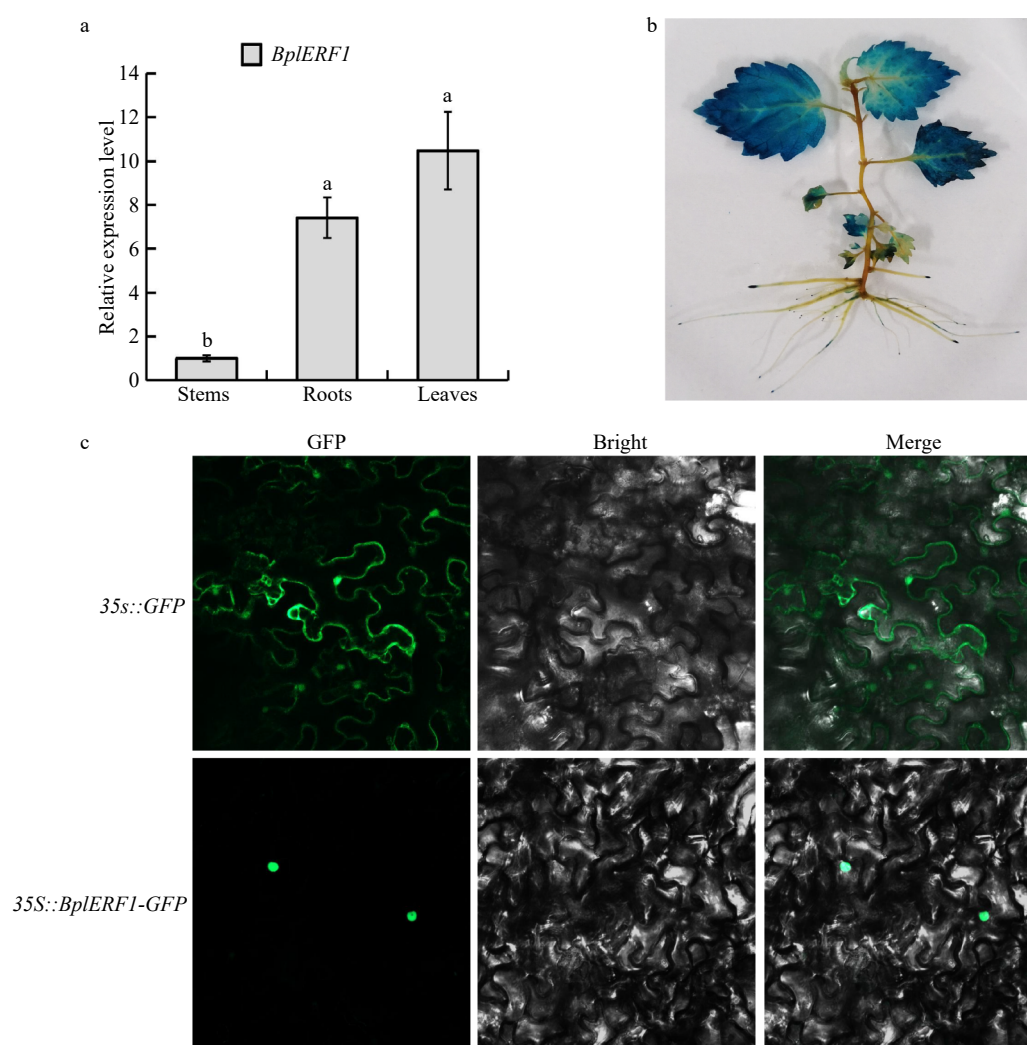 a
BplERF1
Relative expression level
14
12
10
8
6
4
2
0
b
a
a
Stems Roots Leaves
b
c
GFP Bright Merge
35s::GFP
35S::BplERF1-GFP